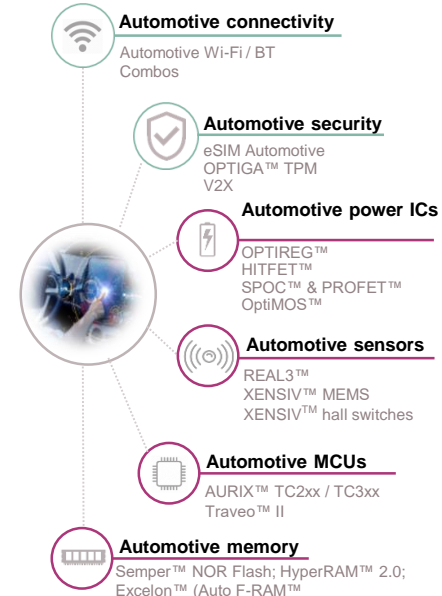 Automotive connectivity
Automotive Wi-Fi / BT
Combos
Automotive security
eSIM Automotive
OPTIGA™ TPM
V2X
Automotive power ICs
OPTIREG™
HITFET™
SPOC™ & PROFET™
OptiMOS™
Automotive sensors
REAL3™
XENSIV™ MEMS
XENSIV™ hall switches
Automotive MCUs
AURIX™ TC2xx / TC3xx
Traveo™ II
Automotive memory
Semper™ NOR Flash; HyperRAM™ 2.0;
Excelon™ (Auto F-RAM™